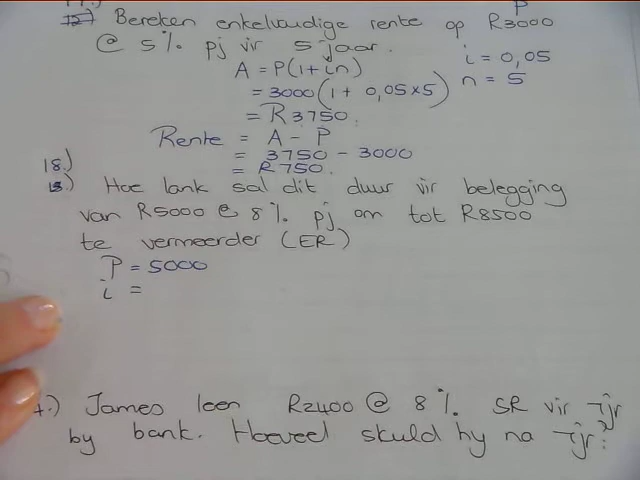 17.) Bereken enkelvoudige rente op R3000
P
@ 5% pj vir 5 jaar.
i = 0,05
n = 5
A = P(1 + in)
= 3000(1 + 0,05 × 5)
= R3750.
Rente = A - P
= 3750 - 3000
= R750.
18.)
Hoe lank sal dit duur vir belegging
van R5000 @ 8% pj om tot R8500
te vermeerder (ER)
P = 5000
i =
James leen R2400 @ 8% SR vir 7jr
by bank. Hoeveel skuld hy na 7jr?